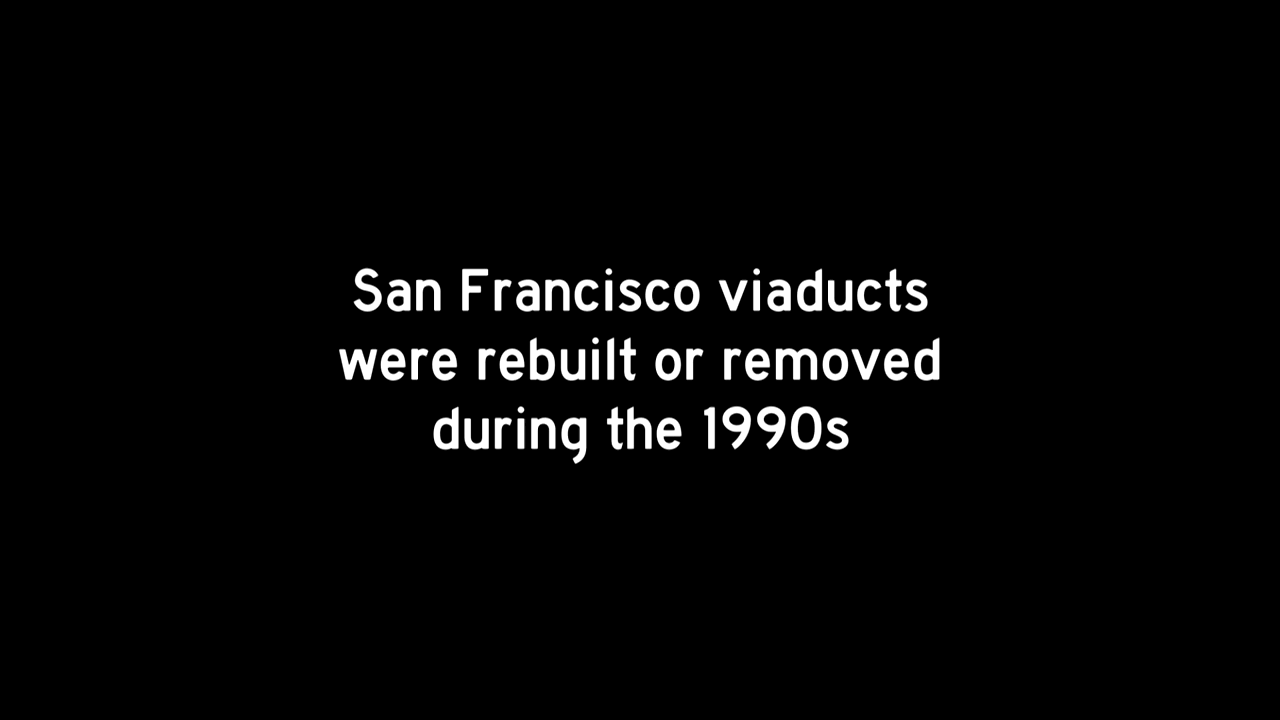 San Francisco viaducts
were rebuilt or removed
during the 1990s